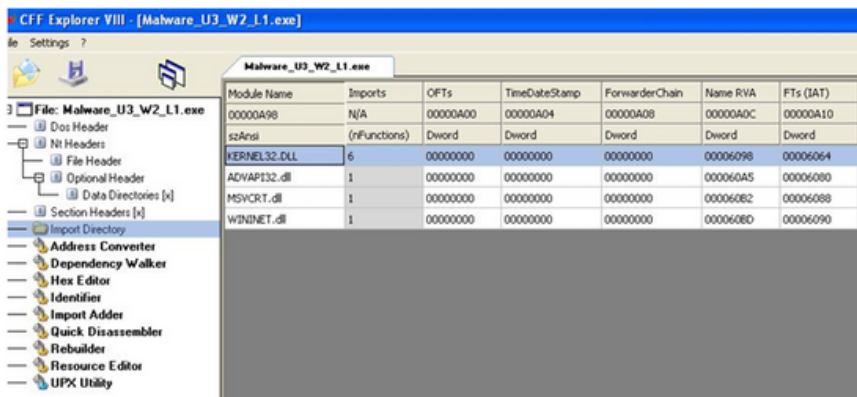 CFF Explorer VIII - [Malware_U3_W2_L1.exe]
Settings ?
Malware_U3_W2_L1.exe
File: Malware_U3_W2_L1.exe
Dos Header
Nt Headers
File Header
Optional Header
Data Directories [x]
Section Headers [x]
Import Directory
Address Converter
Dependency Walker
Hex Editor
Identifier
Import Adder
Quick Disassembler
Rebuilder
Resource Editor
UPX Utility
Module Name Imports OFTs TimeDateStamp ForwarderChain Name RVA FTs (IAT)
00000A98 N/A 00000A00 00000A04 00000A08 00000A0C 00000A10
szAnsi (nFunctions) Dword Dword Dword Dword Dword
KERNEL32.DLL 6 00000000 00000000 00000000 00006098 00006064
ADVAPI32.dll 1 00000000 00000000 00000000 000060A5 00006080
MSVCRT.dll 1 00000000 00000000 00000000 000060B2 00006088
WININET.dll 1 00000000 00000000 00000000 000060BD 00006090